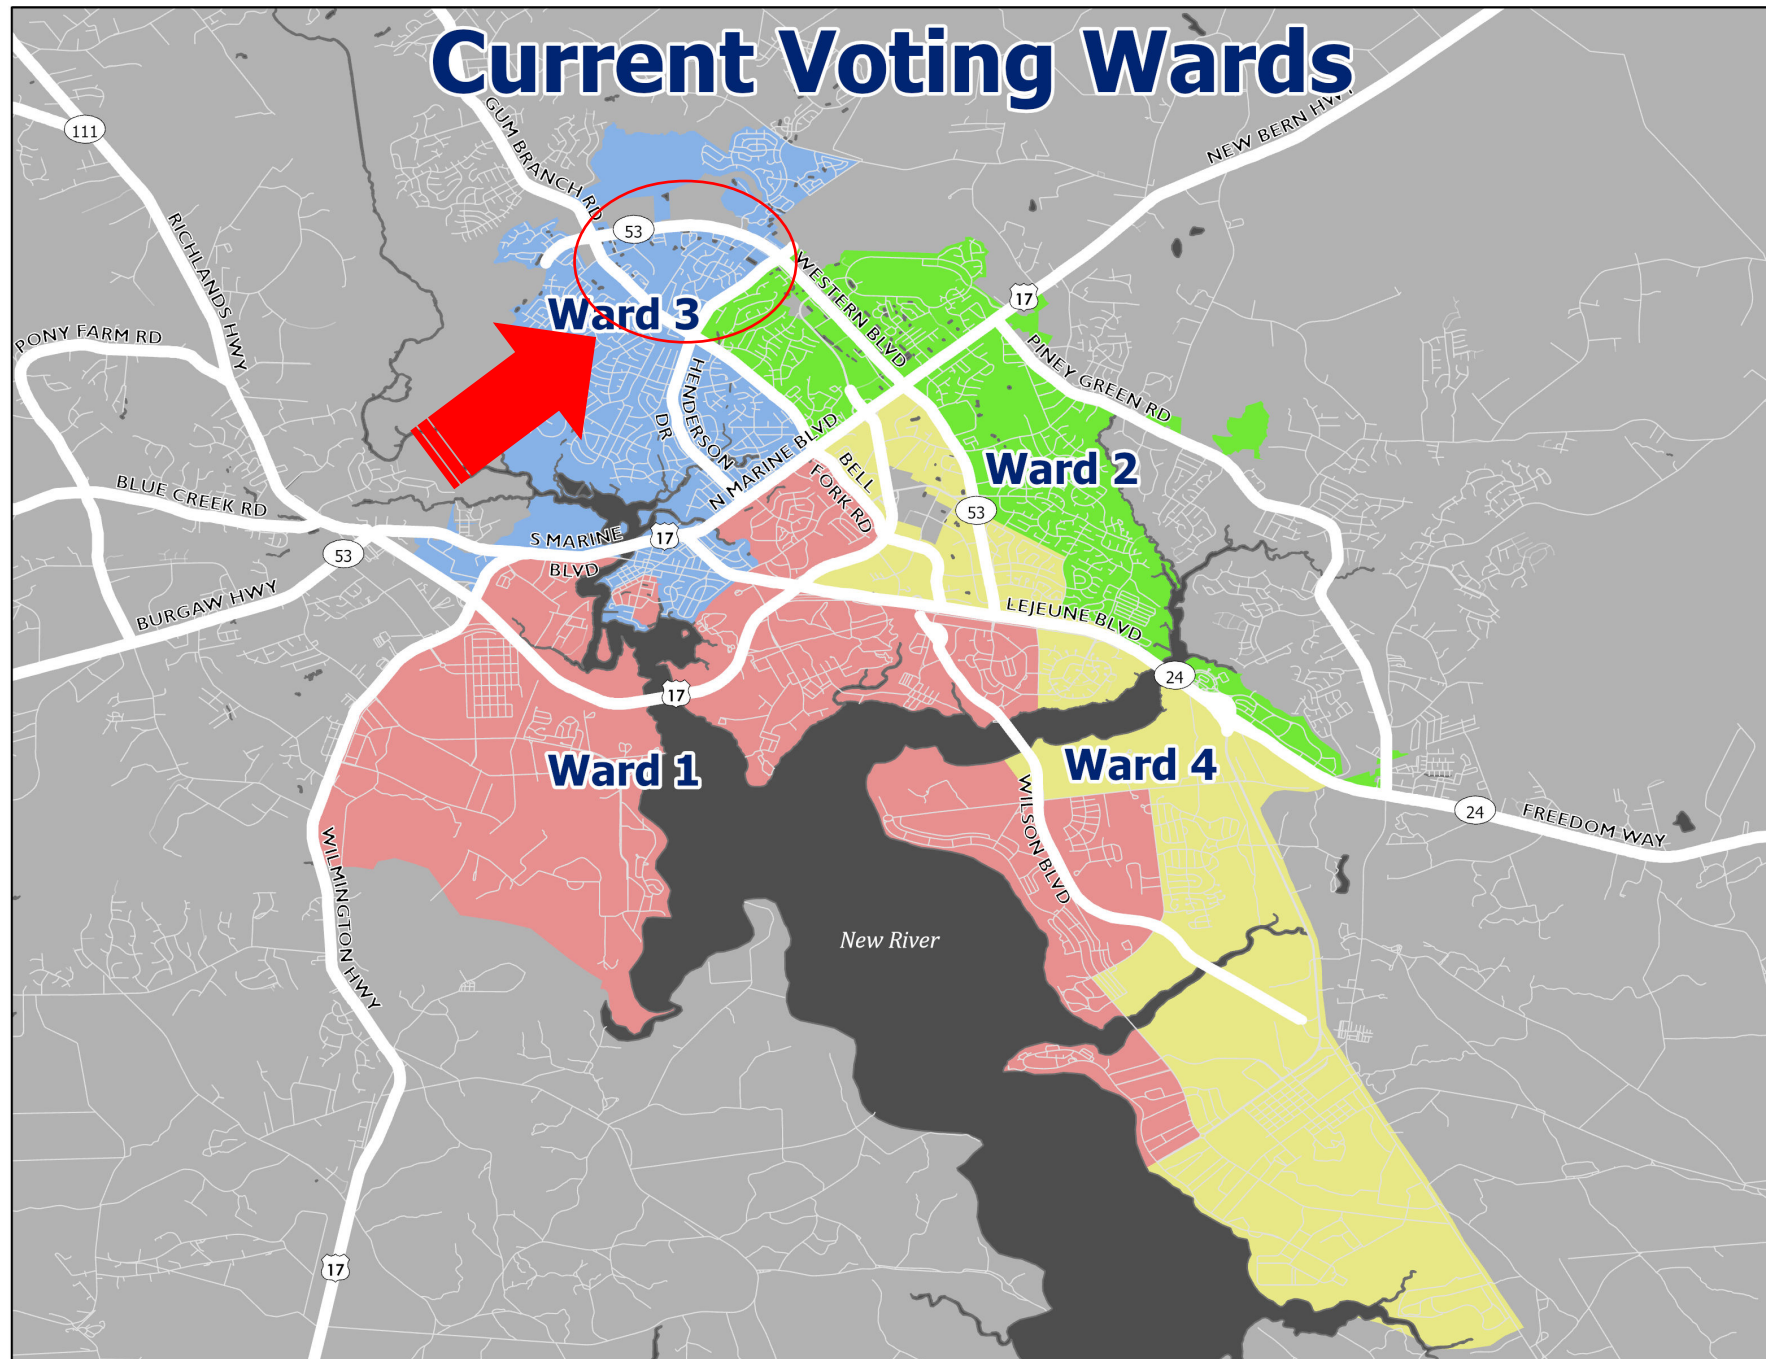 Current Voting Wards
111
GUM BRANCH RD
NEW BERN HWY
RICHLANDS HWY
53
WESTERN BLVD
17
Ward 3
PONY FARM RD
PINEY GREEN RD
HENDERSON
DR
N MARINE BLVD
BELL
FORK RD
Ward 2
BLUE CREEK RD
53
S MARINE
BLVD
17
53
BURGAW HWY
LEJEUNE BLVD
24
17
Ward 1
Ward 4
WILSON BLVD
24
FREEDOM WAY
WILMINGTON HWY
New River
17